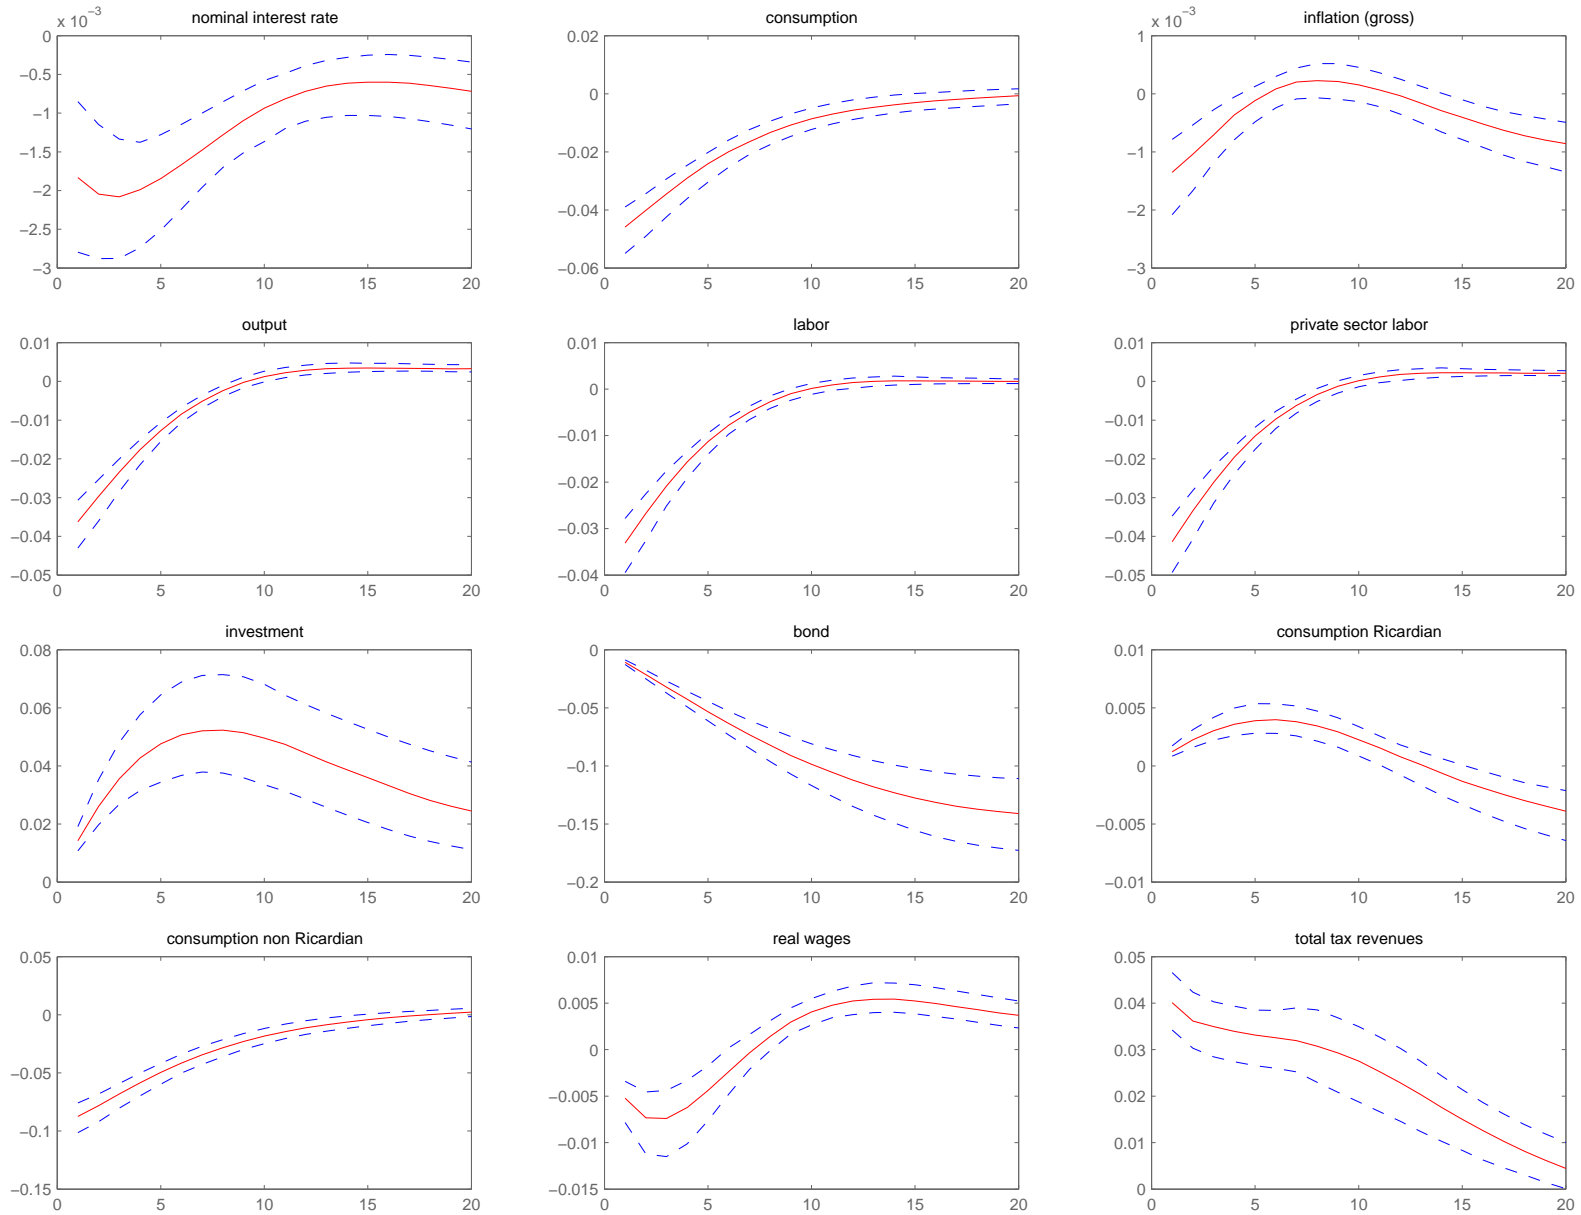 nominal interest rate
x 10⁻³
0
−0.5
−1
−1.5
−2
−2.5
−3
0 5 10 15 20
consumption
0.02
0
−0.02
−0.04
−0.06
0 5 10 15 20
inflation (gross)
x 10⁻³
1
0
−1
−2
−3
0 5 10 15 20
output
0.01
0
−0.01
−0.02
−0.03
−0.04
−0.05
0 5 10 15 20
labor
0.01
0
−0.01
−0.02
−0.03
−0.04
0 5 10 15 20
private sector labor
0.01
0
−0.01
−0.02
−0.03
−0.04
−0.05
0 5 10 15 20
investment
0.08
0.06
0.04
0.02
0
0 5 10 15 20
bond
0
−0.05
−0.1
−0.15
−0.2
0 5 10 15 20
consumption Ricardian
0.01
0.005
0
−0.005
−0.01
0 5 10 15 20
consumption non Ricardian
0.05
0
−0.05
−0.1
−0.15
0 5 10 15 20
real wages
0.01
0.005
0
−0.005
−0.01
−0.015
0 5 10 15 20
total tax revenues
0.05
0.04
0.03
0.02
0.01
0
0 5 10 15 20